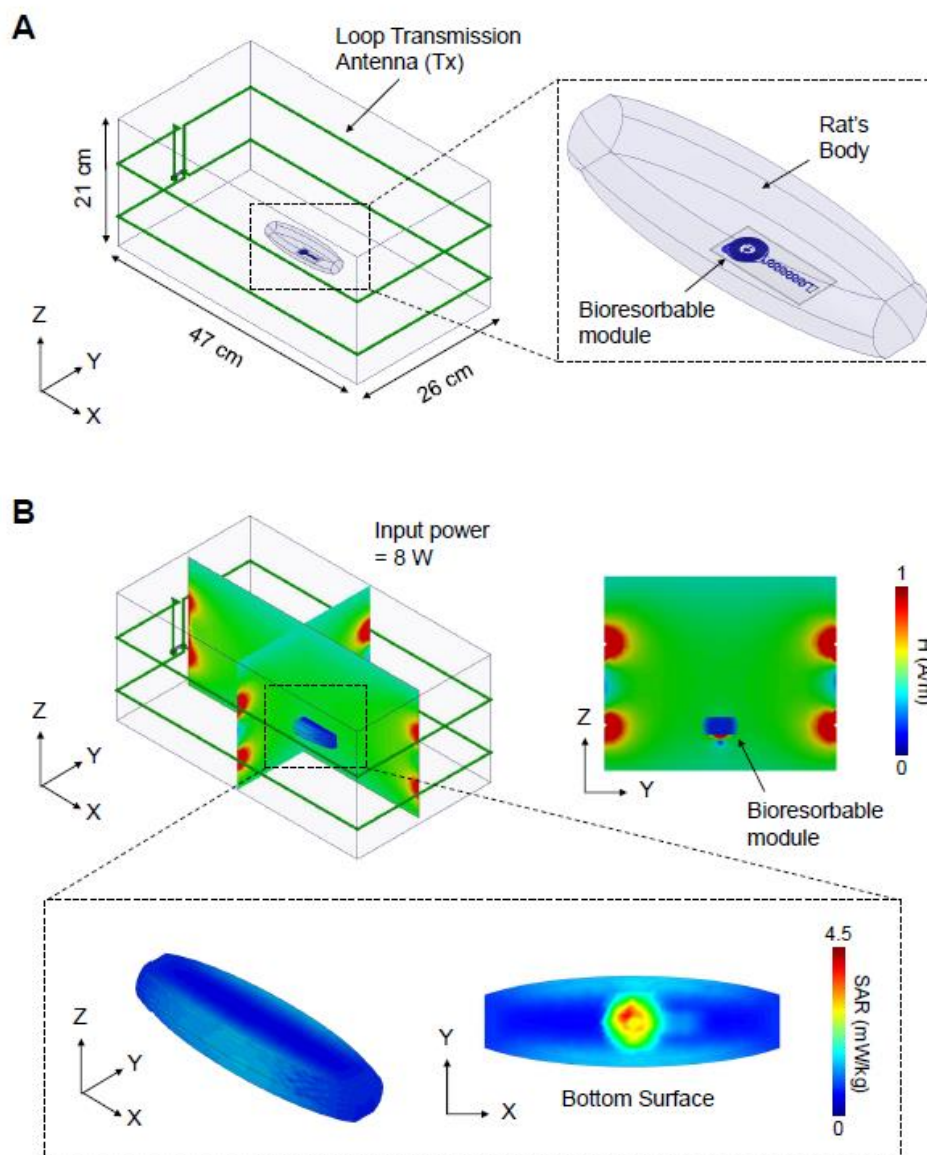 A
Loop Transmission
Antenna (Tx)
21 cm
47 cm
26 cm
Z
Y
X
Rat's
Body
Bioresorbable
module
B
Input power
= 8 W
Z
Y
X
Z
Y
Bioresorbable
module
1
H (A/m)
0
Z
Y
X
Y
X
Bottom Surface
4.5
SAR (mW/kg)
0